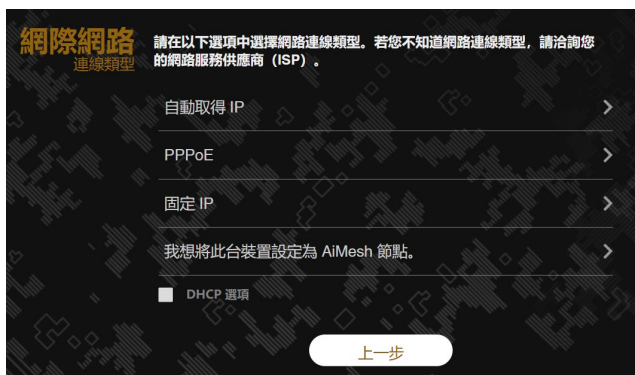 網際網路
連線類型
請在以下選項中選擇網路連線類型。若您不知道網路連線類型，請洽詢您
的網路服務供應商（ISP）。
自動取得 IP
PPPoE
固定 IP
我想將此台裝置設定為 AiMesh 節點。
DHCP 選項
上一步